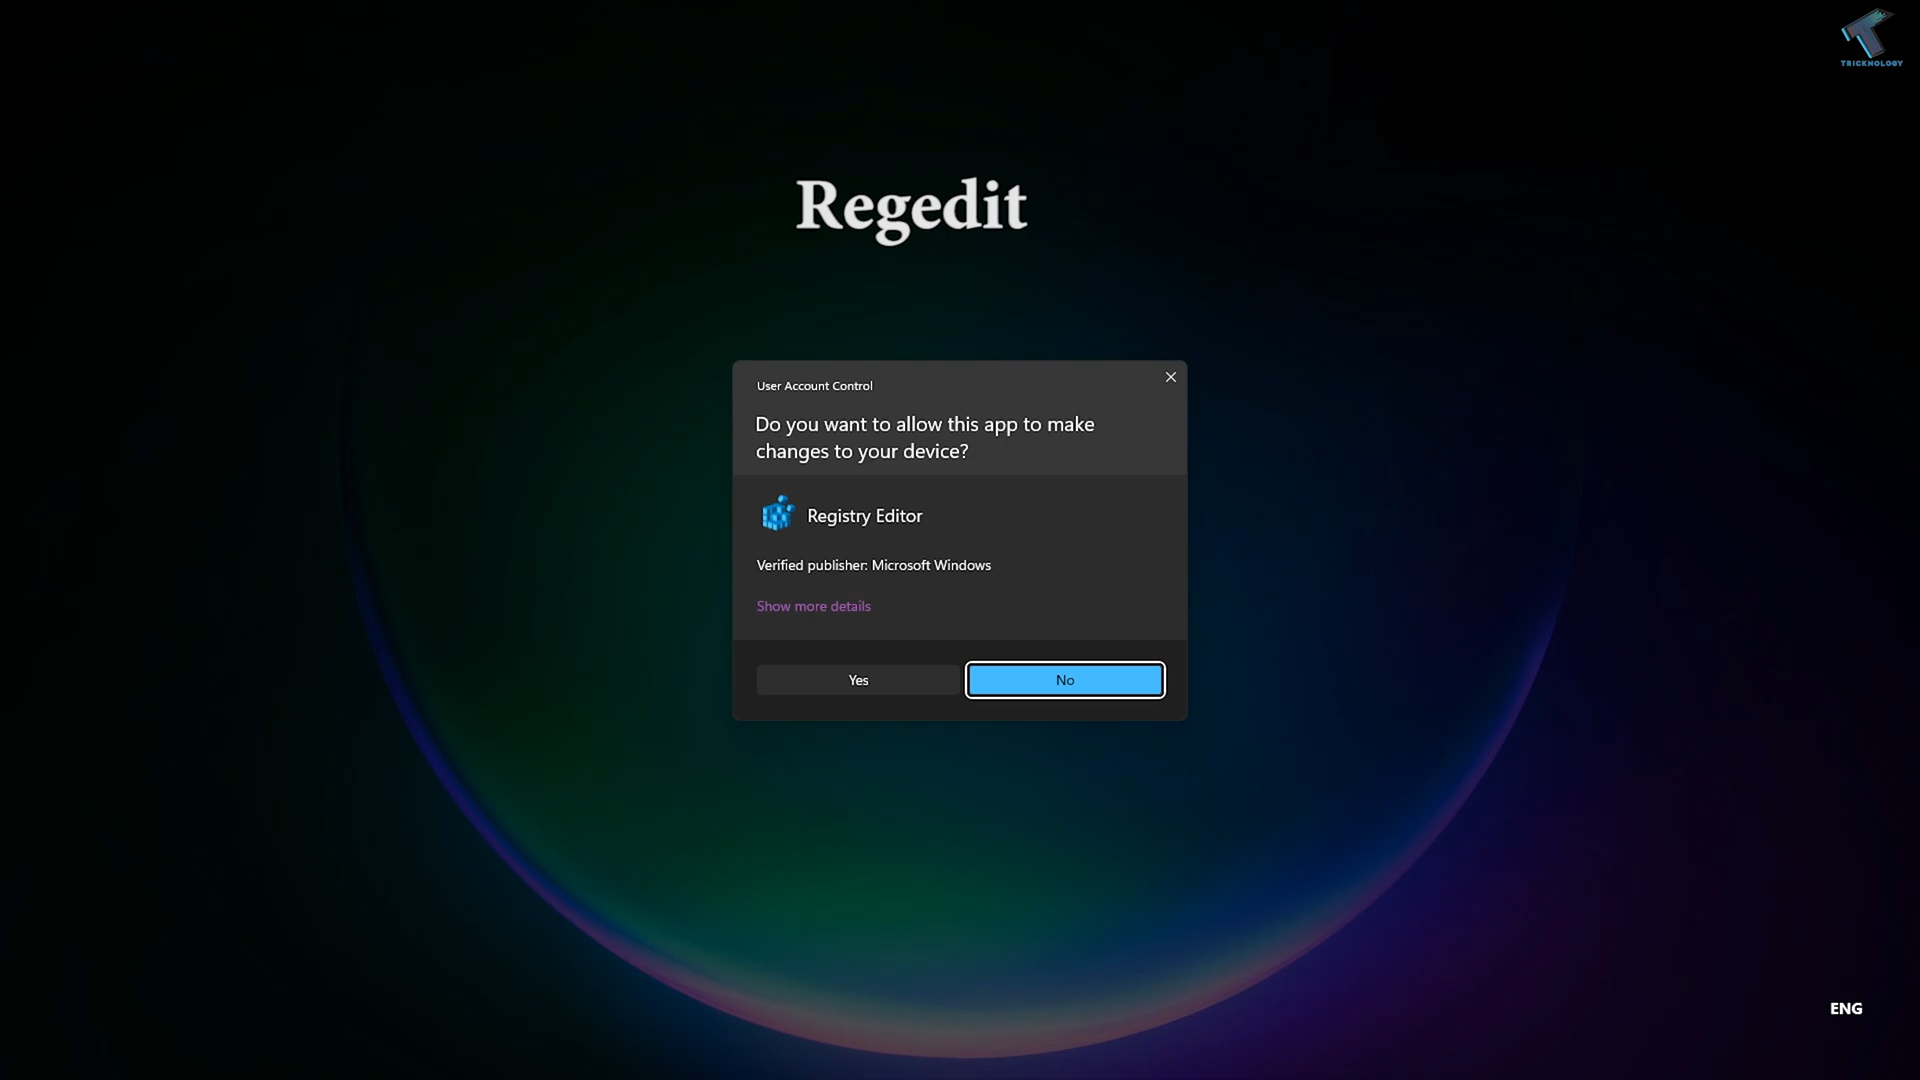 TRICKNOLOGY
Regedit
User Account Control
Do you want to allow this app to make
changes to your device?
Registry Editor
Verified publisher: Microsoft Windows
Show more details
Yes
No
ENG